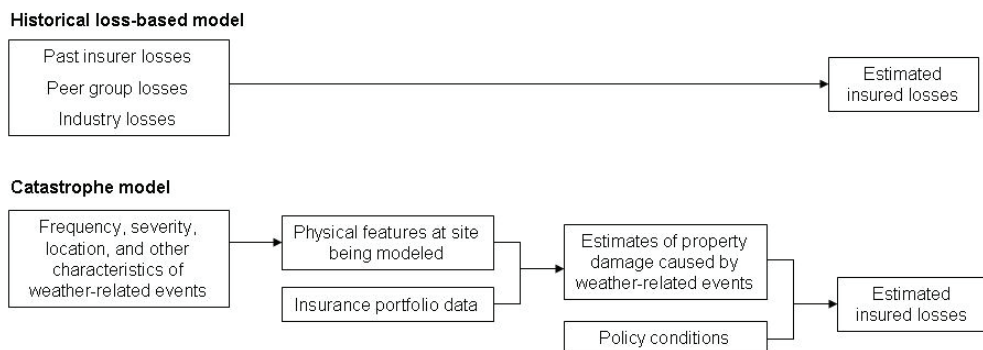 Historical loss-based model
Past insurer losses
Peer group losses
Industry losses
Estimated
insured losses
Catastrophe model
Frequency, severity,
location, and other
characteristics of
weather-related events
Physical features at site
being modeled
Insurance portfolio data
Estimates of property
damage caused by
weather-related events
Policy conditions
Estimated
insured losses